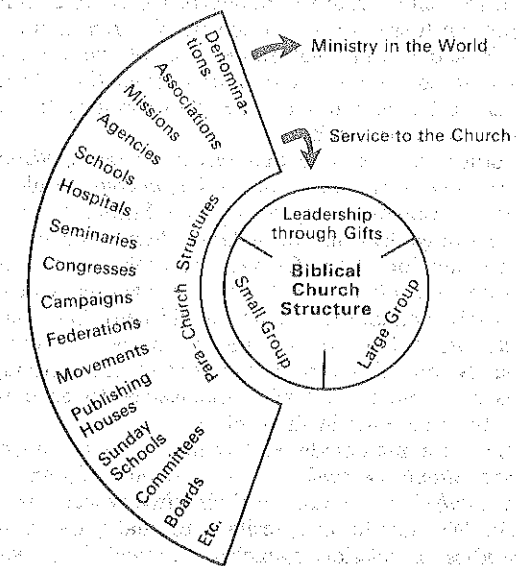 Denomina-
tions
Associations
Missions
Agencies
Schools
Hospitals
Seminaries
Congresses
Campaigns
Federations
Movements
Publishing
Houses
Sunday
Schools
Committees
Boards
Etc.
Para Church Structures
Ministry in the World
Service to the Church
Leadership
through Gifts
Biblical
Church
Structure
Small Group
Large Group